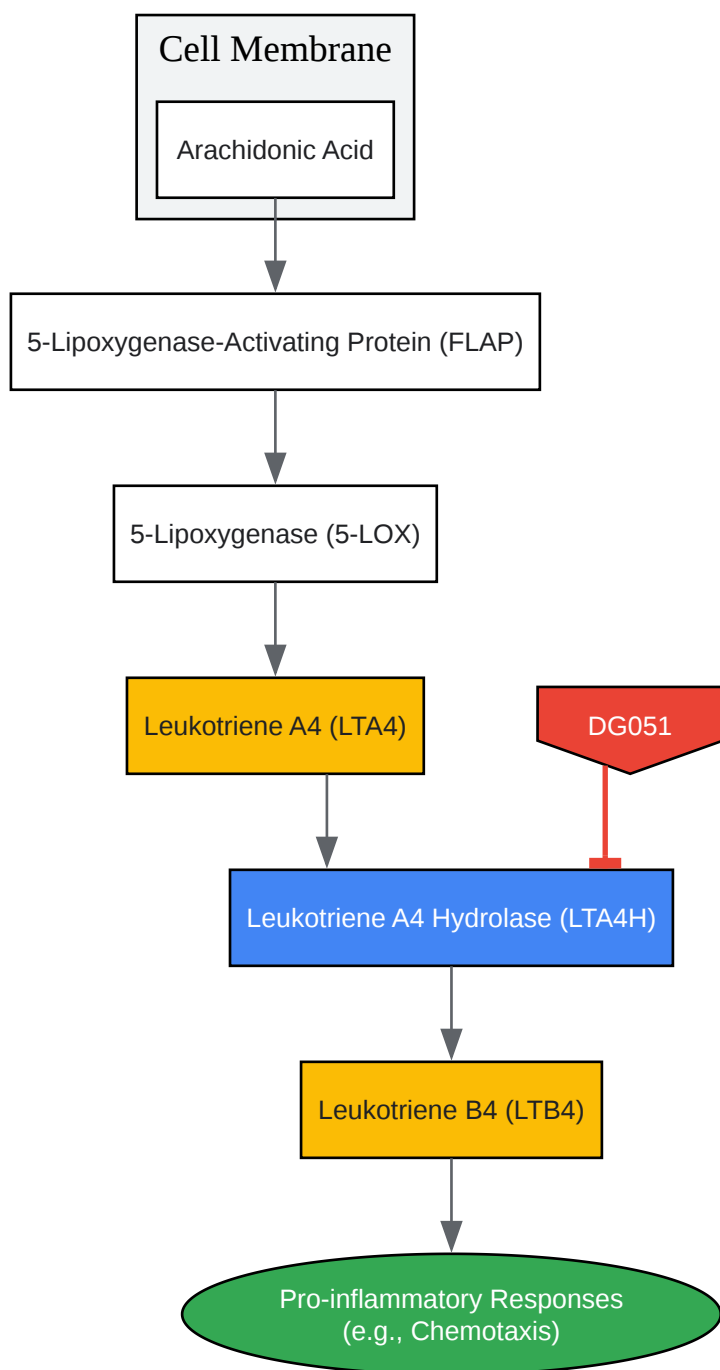 Cell Membrane
Arachidonic Acid
5-Lipoxygenase-Activating Protein (FLAP)
5-Lipoxygenase (5-LOX)
Leukotriene A4 (LTA4)
DG051
Leukotriene A4 Hydrolase (LTA4H)
Leukotriene B4 (LTB4)
Pro-inflammatory Responses
(e.g., Chemotaxis)